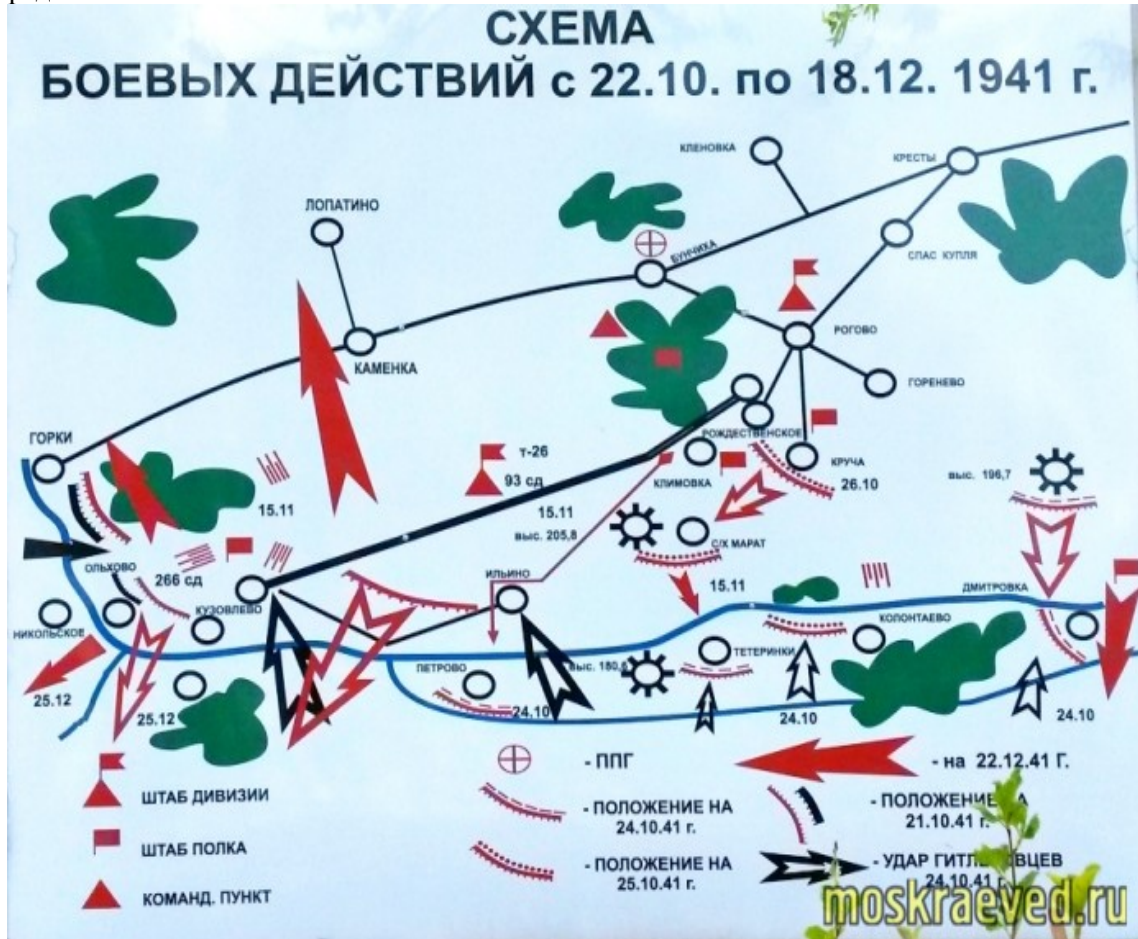 СХЕМА
БОЕВЫХ ДЕЙСТВИЙ с 22.10. по 18.12. 1941 г.
КЛЕНОВКА
КРЕСТЫ
ЛОПАТИНО
БУНЧИХА
СПАС КУПЛЯ
РОГОВО
КАМЕНКА
ГОРЕНЕВО
ГОРКИ
РОЖДЕСТВЕНСКОЕ
т-26
93 сд
КЛИМОВКА
КРУЧА
26.10
выс. 196,7
15.11
15.11
выс. 205,8
С/Х МАРАТ
ОЛЬХОВО
266 сд
КУЗОВЛЕВО
ИЛЬИНО
15.11
ДМИТРОВКА
НИКОЛЬСКОЕ
КОЛОНТАЕВО
ТЕТЕРИНКИ
ПЕТРОВО
25.12
25.12
24.10
24.10
24.10
- ППГ
- на 22.12.41 Г.
ШТАБ ДИВИЗИИ
- ПОЛОЖЕНИЕ НА
24.10.41 г.
- ПОЛОЖЕНИЕ
21.10.41 г.
ШТАБ ПОЛКА
- ПОЛОЖЕНИЕ НА
25.10.41 г.
- УДАР
24.10.41 г.
КОМАНД. ПУНКТ
moskraeved.ru